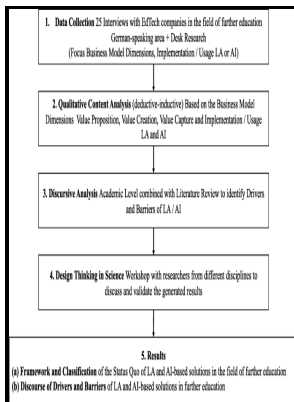 1. Data Collection 25 Interviews with EdTech companies in the field of further education
German-speaking area + Desk Research
(Focus Business Model Dimensions, Implementation / Usage LA or AI)
2. Qualitative Content Analysis (deductive-inductive) Based on the Business Model
Dimensions Value Proposition, Value Creation, Value Capture and Implementation / Usage
LA and AI
3. Discursive Analysis Academic Level combined with Literature Review to identify Drivers
and Barriers of LA / AI
4. Design Thinking in Science Workshop with researchers from different disciplines to
discuss and validate the generated results
5. Results
(a) Framework and Classification of the Status Quo of LA and AI-based solutions in the field of further education
(b) Discourse of Drivers and Barriers of LA and AI-based solutions in further education